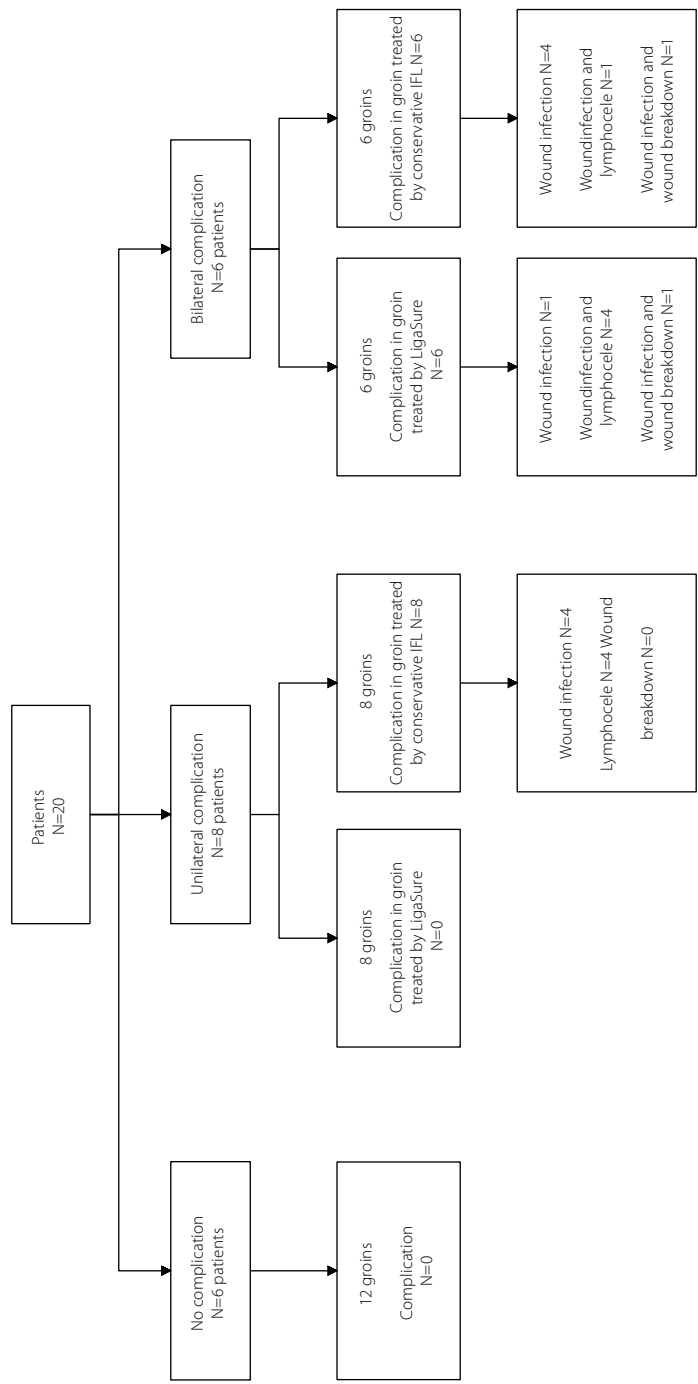 Patients
N=20
No complication
N=6 patients
Unilateral complication
N=8 patients
Bilateral complication
N=6 patients
12 groins
Complication
N=0
8 groins
Complication in groin
treated by LigaSure
N=0
8 groins
Complication in groin treated
by conservative IFL N=8
6 groins
Complication in groin
treated by LigaSure
N=6
6 groins
Complication in groin treated
by conservative IFL N=6
Wound infection N=4
Lymphocele N=4 Wound
breakdown N=0
Wound infection N=1
Woundinfection and
lymphocele N=4
Wound infection and
wound breakdown N=1
Wound infection N=4
Woundinfection and
lymphocele N=1
Wound infection and
wound breakdown N=1